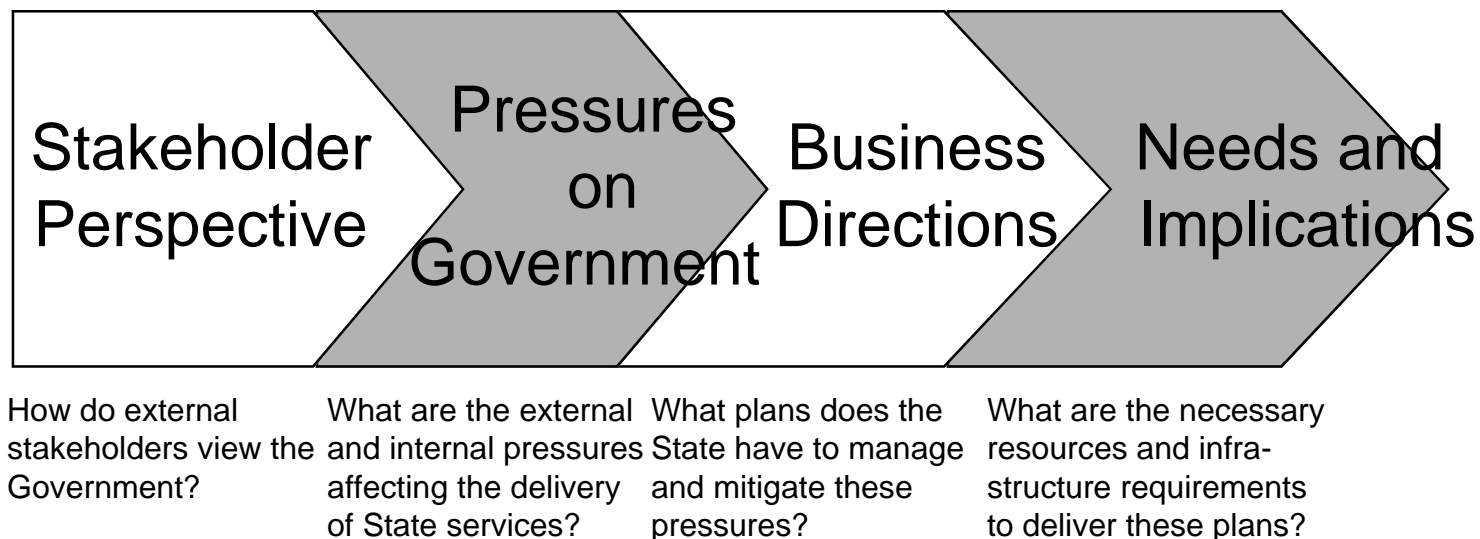 Stakeholder
Perspective
Pressures
on
Government
Business
Directions
Needs and
Implications
How do external
stakeholders view the
Government?
What are the external
and internal pressures
affecting the delivery
of State services?
What plans does the
State have to manage
and mitigate these
pressures?
What are the necessary
resources and infra-
structure requirements
to deliver these plans?